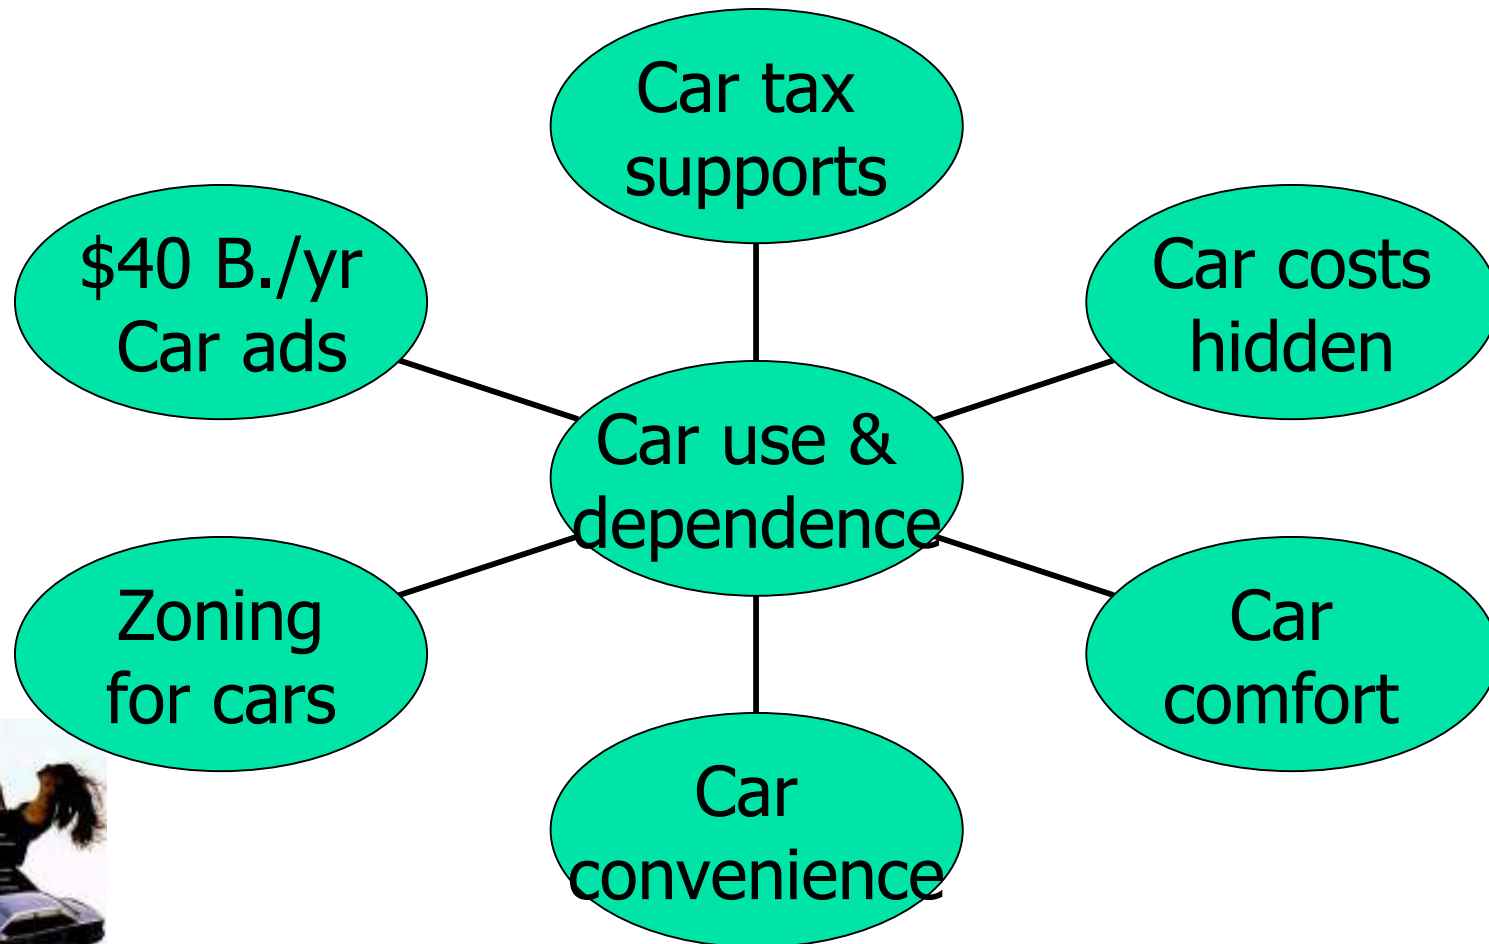 Car tax
supports
$40 B./yr
Car ads
Car costs
hidden
Car use &
dependence
Zoning
for cars
Car
comfort
Car
convenience